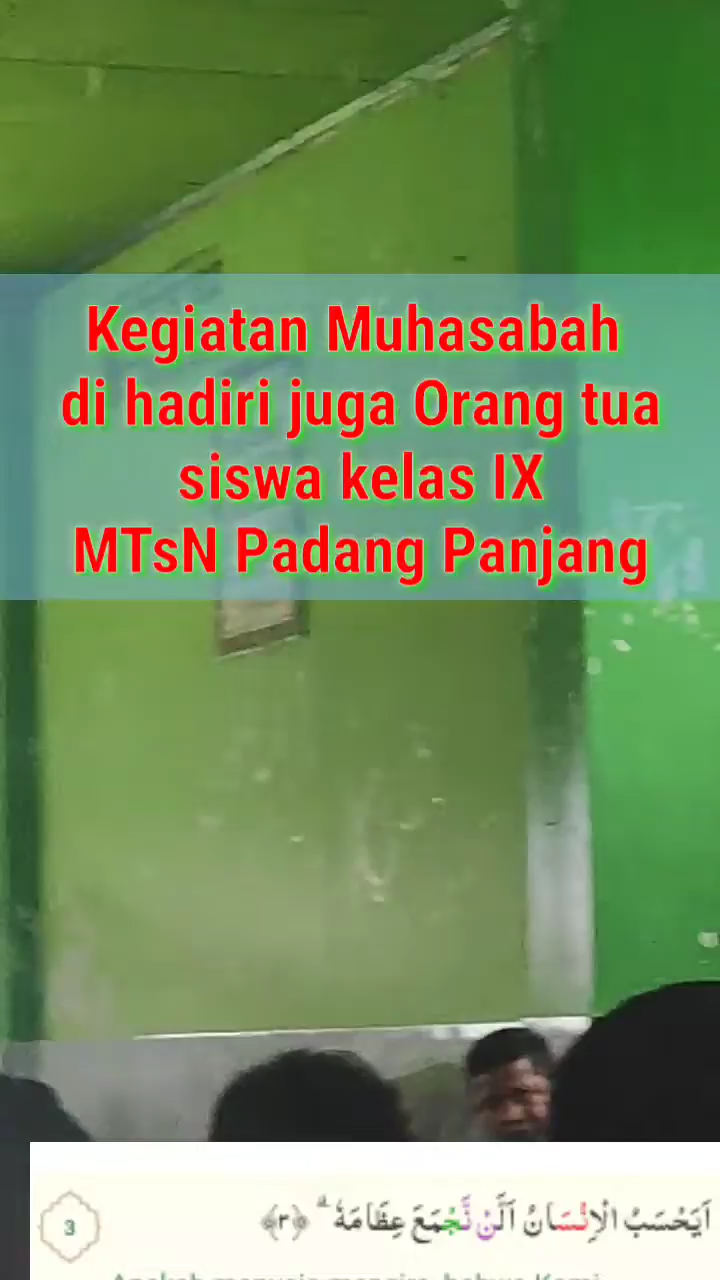 Kegiatan Muhasabah
di hadiri juga Orang tua
siswa kelas IX
MTsN Padang Panjang
اَيَحْسَبُ الْاِنْسَانُ اَلَّنْ نَّجْمَعَ عِظَامَهٗ ۗ ﴿٣﴾
3